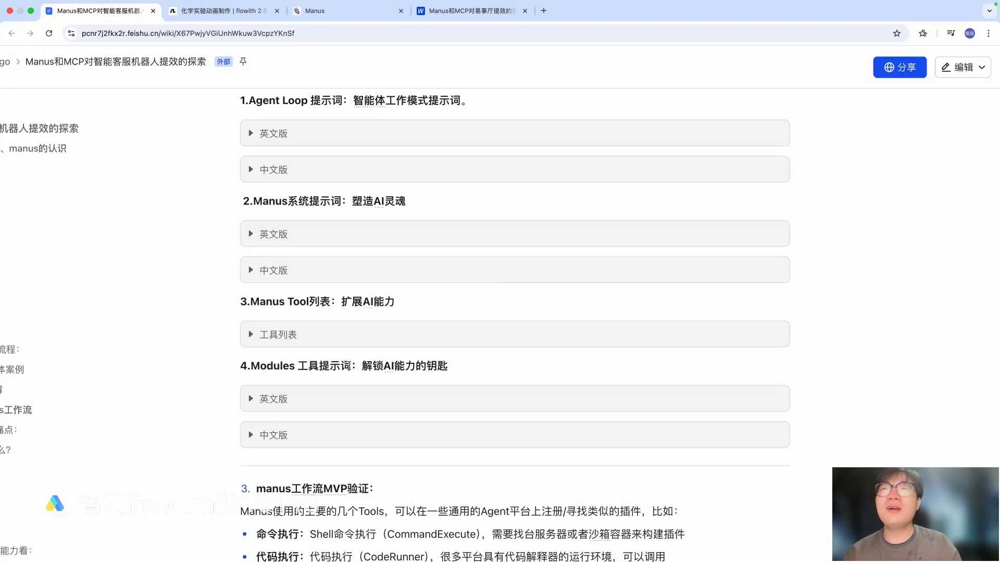 Manus和MCP对智能客服机器
化学实验动画制作 | flowith 2.0
Manus
Manus和MCP对易事厅提效的
pcnr7j2fkx2r.feishu.cn/wiki/X67PwjyVGiUnhWkuw3VcpzYKnSf
go > Manus和MCP对智能客服机器人提效的探索 外部
分享
编辑
1.Agent Loop 提示词：智能体工作模式提示词。
机器人提效的探索
英文版
、manus的认识
中文版
2.Manus系统提示词：塑造AI灵魂
英文版
中文版
3.Manus Tool列表：扩展AI能力
工具列表
流程：
4.Modules 工具提示词：解锁AI能力的钥匙
体案例
英文版
s工作流
痛点：
中文版
么？
3. manus工作流MVP验证：
Manus使用的主要的几个Tools，可以在一些通用的Agent平台上注册/寻找类似的插件，比如：
• 命令执行：Shell命令执行（CommandExecute），需要找台服务器或者沙箱容器来构建插件
能力看：
• 代码执行：代码执行（CodeRunner），很多平台具有代码解释器的运行环境，可以调用